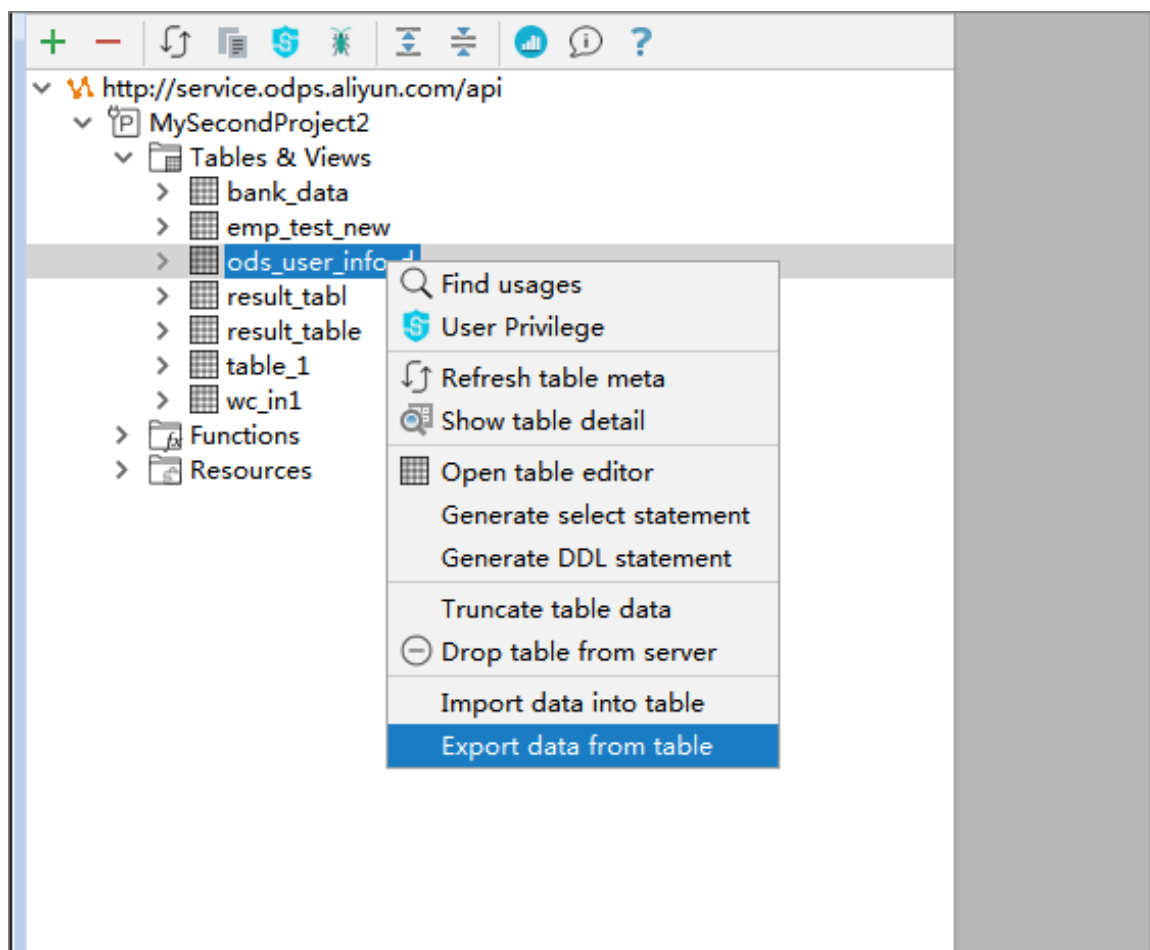 http://service.odps.aliyun.com/api
MySecondProject2
Tables & Views
bank_data
emp_test_new
ods_user_info_d
result_tabl
result_table
table_1
wc_in1
Functions
Resources
Find usages
User Privilege
Refresh table meta
Show table detail
Open table editor
Generate select statement
Generate DDL statement
Truncate table data
Drop table from server
Import data into table
Export data from table